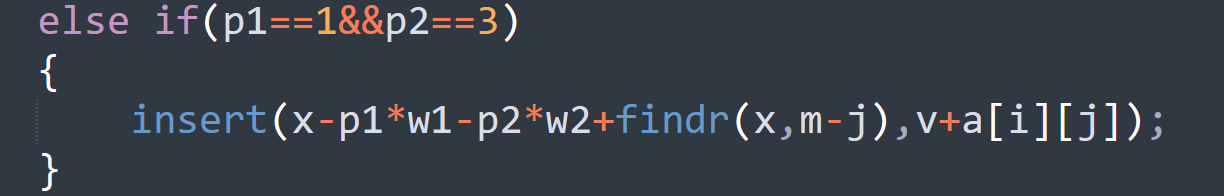 else if(p1==1&&p2==3)
{
insert(x-p1*w1-p2*w2+findr(x,m-j),v+a[i][j]);
}